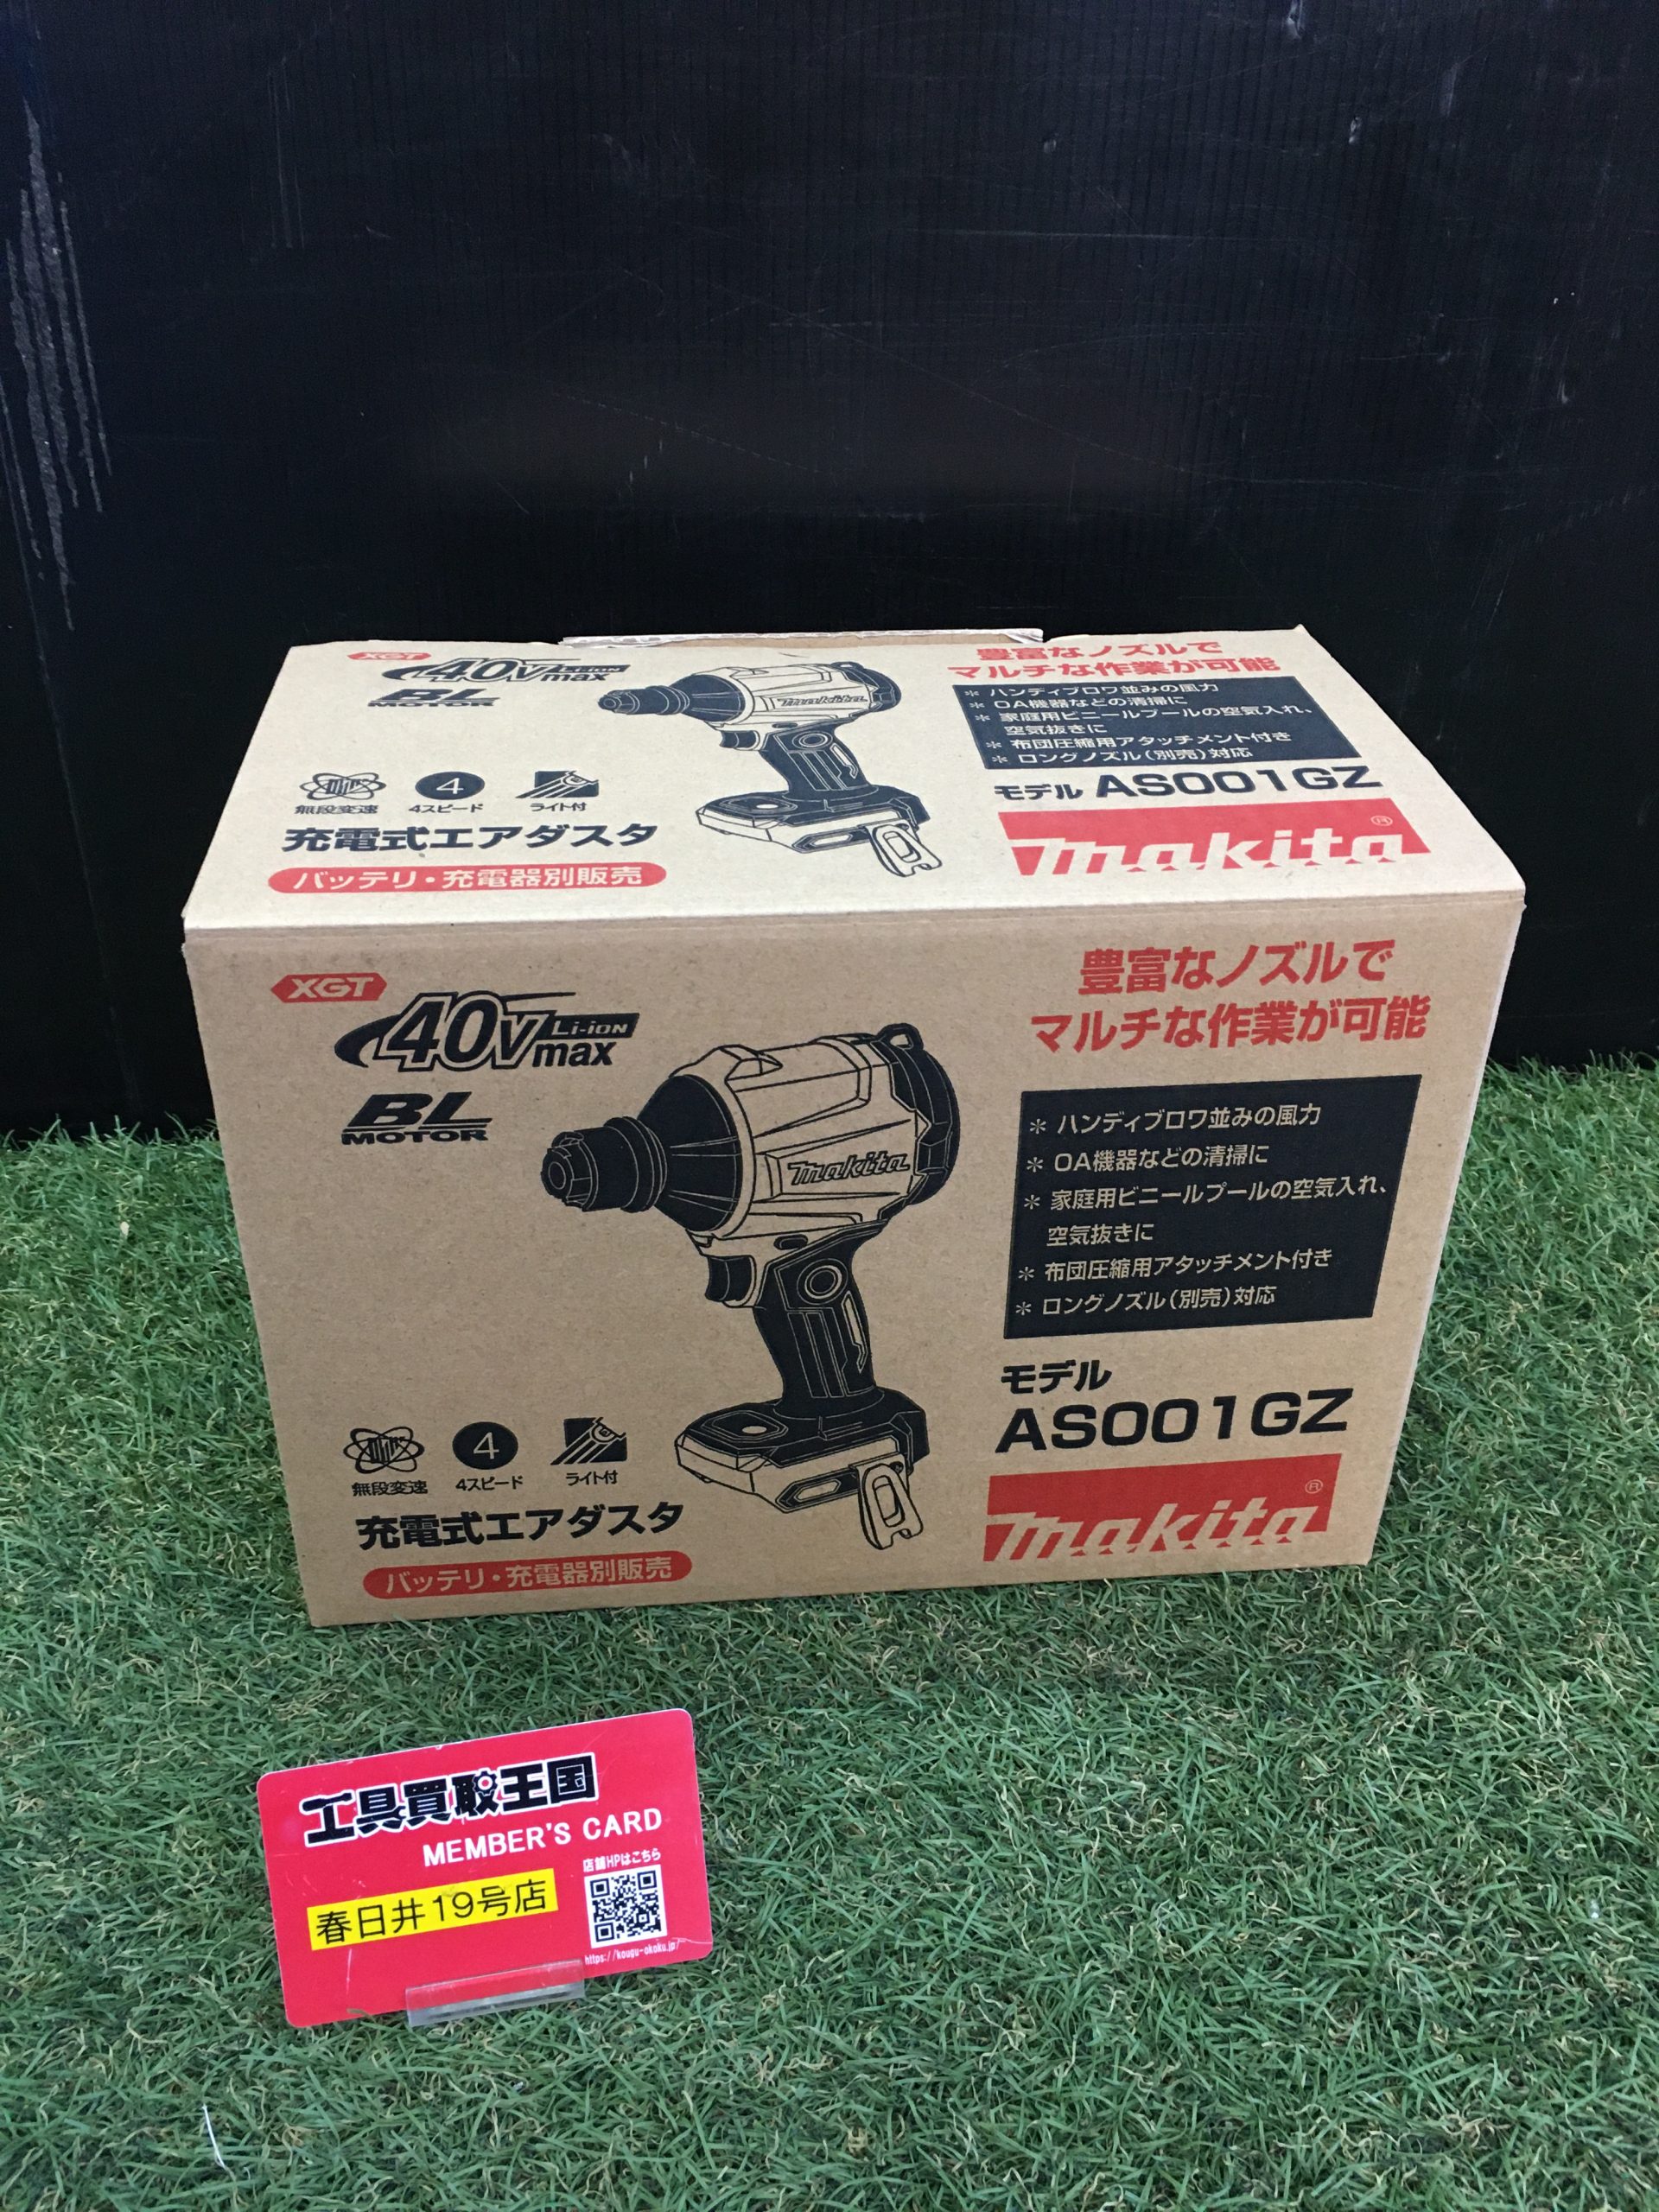 XGT
40Vmax Li-ion
BL
MOTOR
makita
豊富なノズルで
マルチな作業が可能
＊ ハンディブロワ並みの風力
＊ OA機器などの清掃に
＊ 家庭用ビニールプールの空気入れ、
空気抜きに
＊ 布団圧縮用アタッチメント付き
＊ ロングノズル(別売)対応
モデル AS001GZ
makita®
無段変速
4
4スピード
ライト付
充電式エアダスタ
バッテリ・充電器別販売
XGT
40Vmax Li-ion
BL
MOTOR
makita
豊富なノズルで
マルチな作業が可能
＊ ハンディブロワ並みの風力
＊ OA機器などの清掃に
＊ 家庭用ビニールプールの空気入れ、
空気抜きに
＊ 布団圧縮用アタッチメント付き
＊ ロングノズル(別売)対応
モデル
AS001GZ
makita®
無段変速
4
4スピード
ライト付
充電式エアダスタ
バッテリ・充電器別販売
工具買取王国
MEMBER'S CARD
店舗HPはこちら
春日井19号店
https://kougu-okoku.jp/